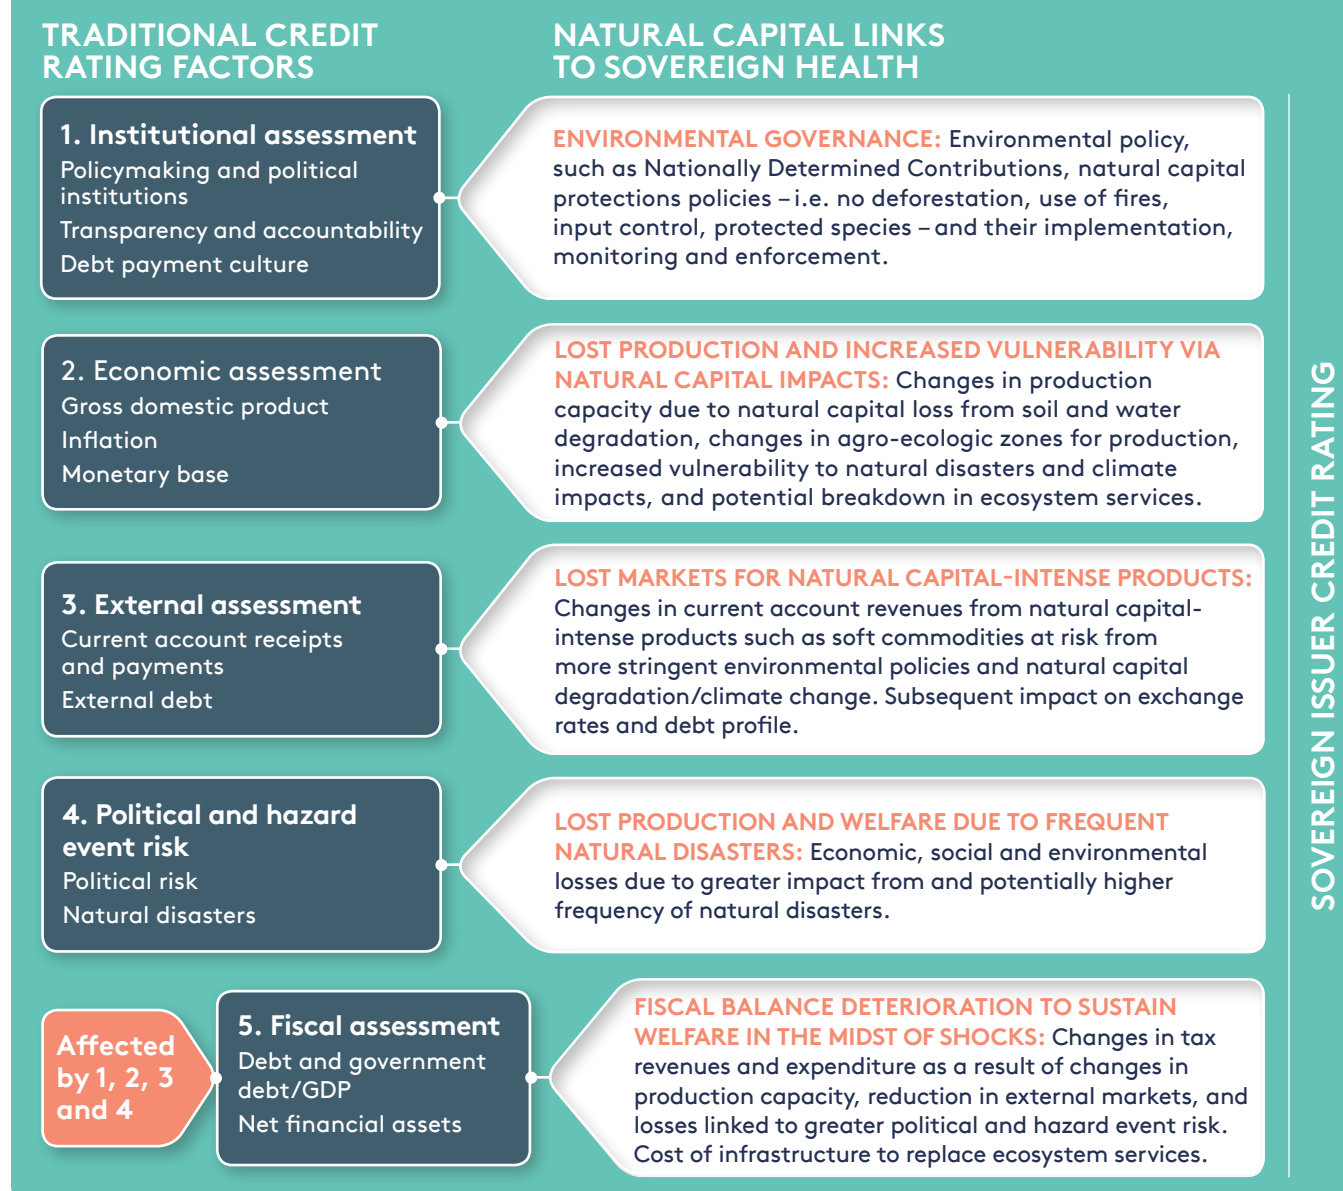 TRADITIONAL CREDIT
RATING FACTORS
NATURAL CAPITAL LINKS
TO SOVEREIGN HEALTH
1. Institutional assessment
Policymaking and political
institutions
Transparency and accountability
Debt payment culture
ENVIRONMENTAL GOVERNANCE: Environmental policy,
such as Nationally Determined Contributions, natural capital
protections policies – i.e. no deforestation, use of fires,
input control, protected species – and their implementation,
monitoring and enforcement.
2. Economic assessment
Gross domestic product
Inflation
Monetary base
LOST PRODUCTION AND INCREASED VULNERABILITY VIA
NATURAL CAPITAL IMPACTS: Changes in production
capacity due to natural capital loss from soil and water
degradation, changes in agro-ecologic zones for production,
increased vulnerability to natural disasters and climate
impacts, and potential breakdown in ecosystem services.
3. External assessment
Current account receipts
and payments
External debt
LOST MARKETS FOR NATURAL CAPITAL-INTENSE PRODUCTS:
Changes in current account revenues from natural capital-
intense products such as soft commodities at risk from
more stringent environmental policies and natural capital
degradation/climate change. Subsequent impact on exchange
rates and debt profile.
4. Political and hazard
event risk
Political risk
Natural disasters
LOST PRODUCTION AND WELFARE DUE TO FREQUENT
NATURAL DISASTERS: Economic, social and environmental
losses due to greater impact from and potentially higher
frequency of natural disasters.
Affected
by 1, 2, 3
and 4
5. Fiscal assessment
Debt and government
debt/GDP
Net financial assets
FISCAL BALANCE DETERIORATION TO SUSTAIN
WELFARE IN THE MIDST OF SHOCKS: Changes in tax
revenues and expenditure as a result of changes in
production capacity, reduction in external markets, and
losses linked to greater political and hazard event risk.
Cost of infrastructure to replace ecosystem services.
SOVEREIGN ISSUER CREDIT RATING